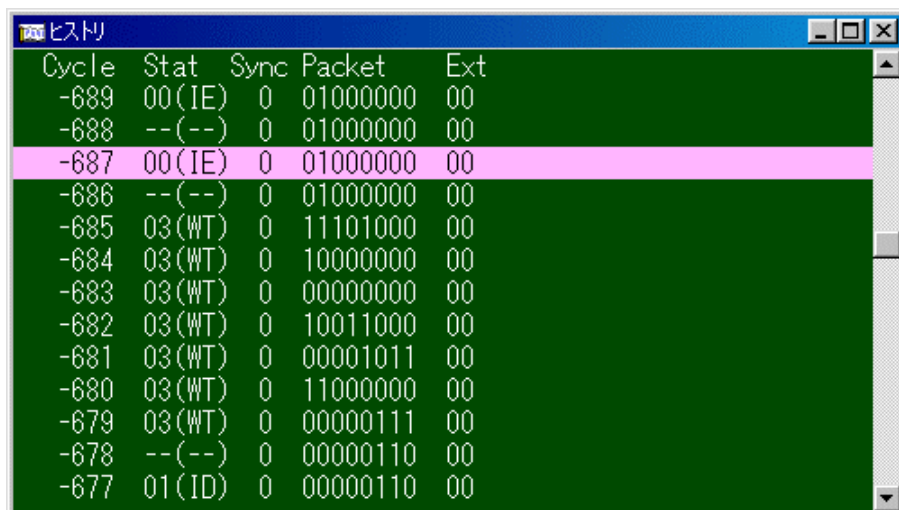 ヒストリ
Cycle Stat Sync Packet Ext
-689 00(IE) 0 01000000 00
-688 --(--) 0 01000000 00
-687 00(IE) 0 01000000 00
-686 --(--) 0 01000000 00
-685 03(WT) 0 11101000 00
-684 03(WT) 0 10000000 00
-683 03(WT) 0 00000000 00
-682 03(WT) 0 10011000 00
-681 03(WT) 0 00001011 00
-680 03(WT) 0 11000000 00
-679 03(WT) 0 00000111 00
-678 --(--) 0 00000110 00
-677 01(ID) 0 00000110 00